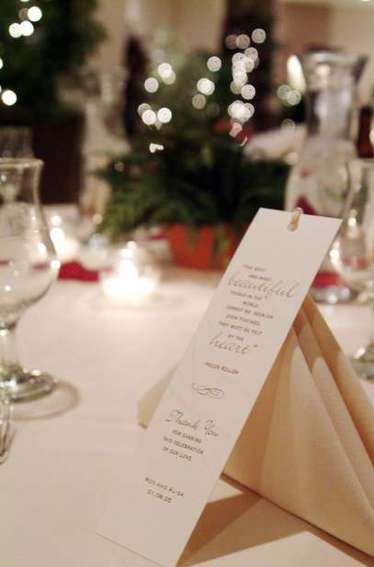 "THE BEST
AND MOST
beautiful
THINGS IN THE
WORLD
CANNOT BE SEEN OR
EVEN TOUCHED.
THEY MUST BE FELT
BY THE
heart"
-HELEN KELLER
Thank You
FOR SHARING
THIS CELEBRATION
OF OUR LOVE
AND